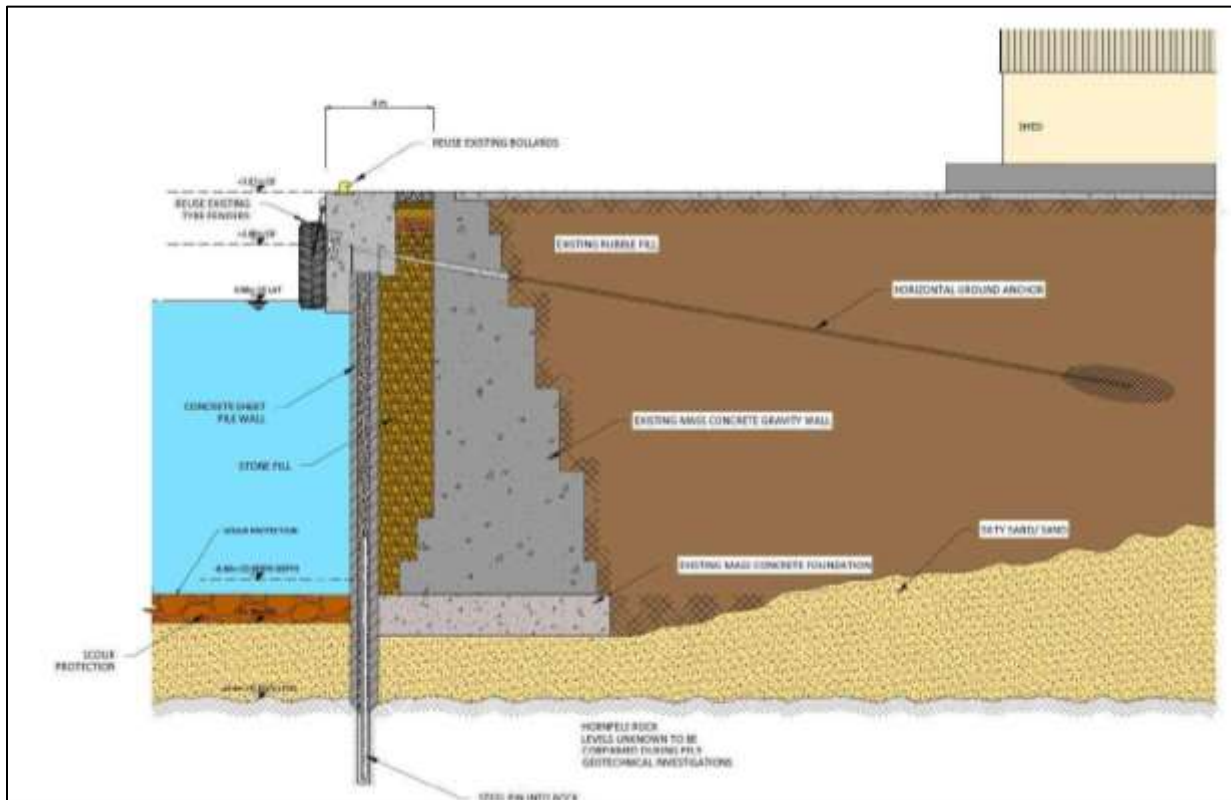 4 m
REUSE EXISTING BOLLARDS
SHED
REUSE EXISTING
TYRE FENDERS
EXISTING RUBBLE FILL
HORIZONTAL GROUND ANCHOR
CONCRETE SHEET
PILE WALL
EXISTING MASS CONCRETE GRAVITY WALL
STONE FILL
SCOUR PROTECTION
SILTY SAND/ SAND
EXISTING MASS CONCRETE FOUNDATION
SCOUR
PROTECTION
HORNFELS ROCK
LEVELS UNKNOWN TO BE
CONFIRMED DURING
GEOTECHNICAL INVESTIGATIONS
STEEL PIN INTO ROCK